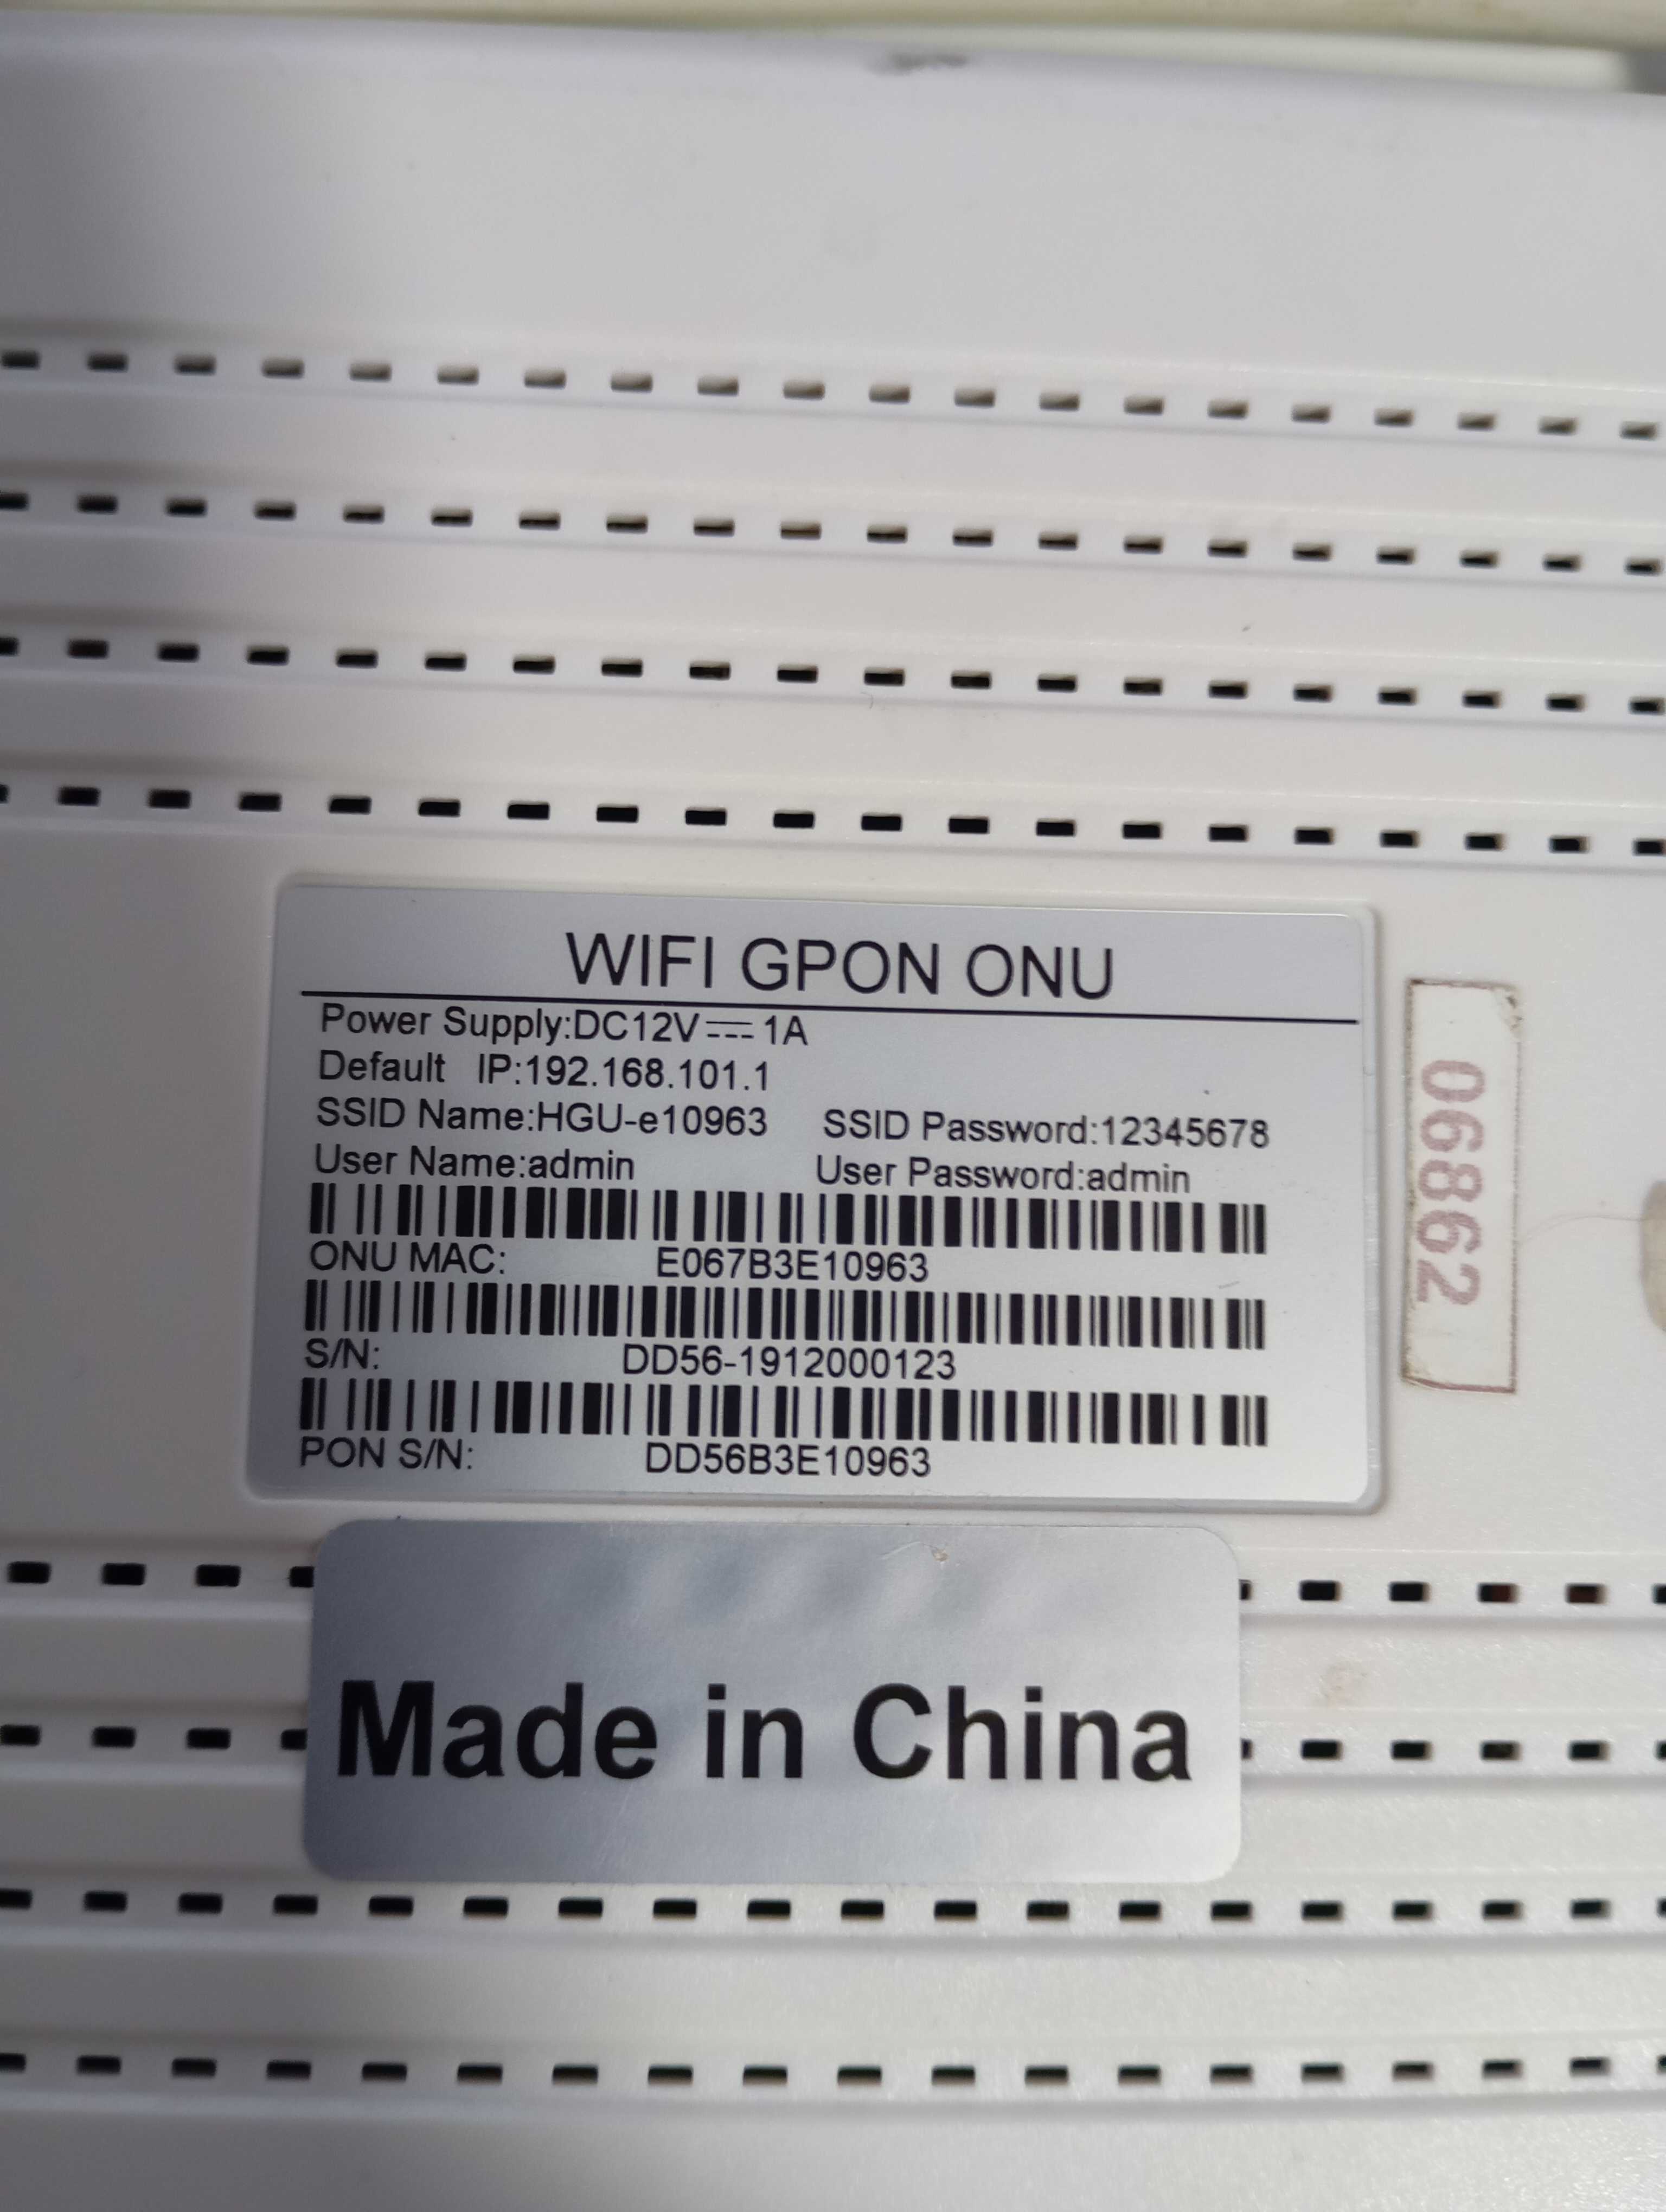 WIFI GPON ONU
Power Supply:DC12V⎓1A
Default IP:192.168.101.1
SSID Name:HGU-e10963 SSID Password:12345678
User Name:admin User Password:admin
ONU MAC: E067B3E10963
S/N: DD56-1912000123
PON S/N: DD56B3E10963
06862
Made in China